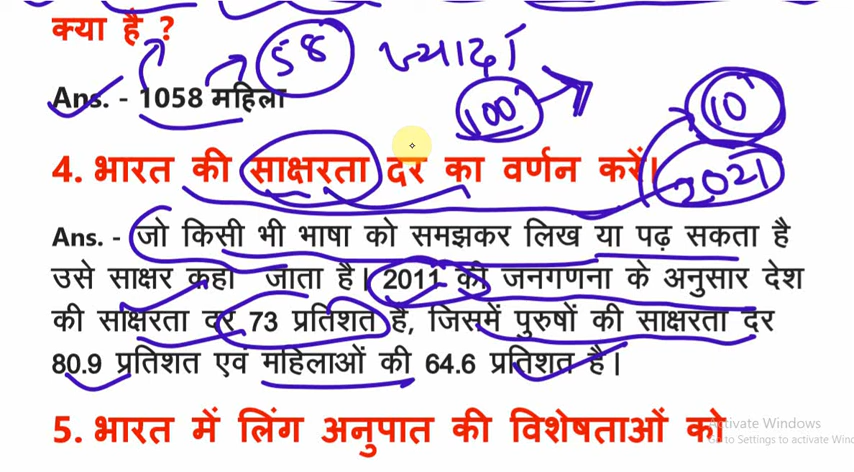 क्या है ?
58 ज्यादा
Ans. - 1058 महिला
100 10
4. भारत की साक्षरता दर का वर्णन करें।
2021
Ans. - जो किसी भी भाषा को समझकर लिख या पढ़ सकता है
उसे साक्षर कहा जाता है। 2011 की जनगणना के अनुसार देश
की साक्षरता दर 73 प्रतिशत है, जिसमें पुरुषों की साक्षरता दर
80.9 प्रतिशत एवं महिलाओं की 64.6 प्रतिशत है।
5. भारत में लिंग अनुपात की विशेषताओं को
Activate Windows
Go to Settings to activate Wind